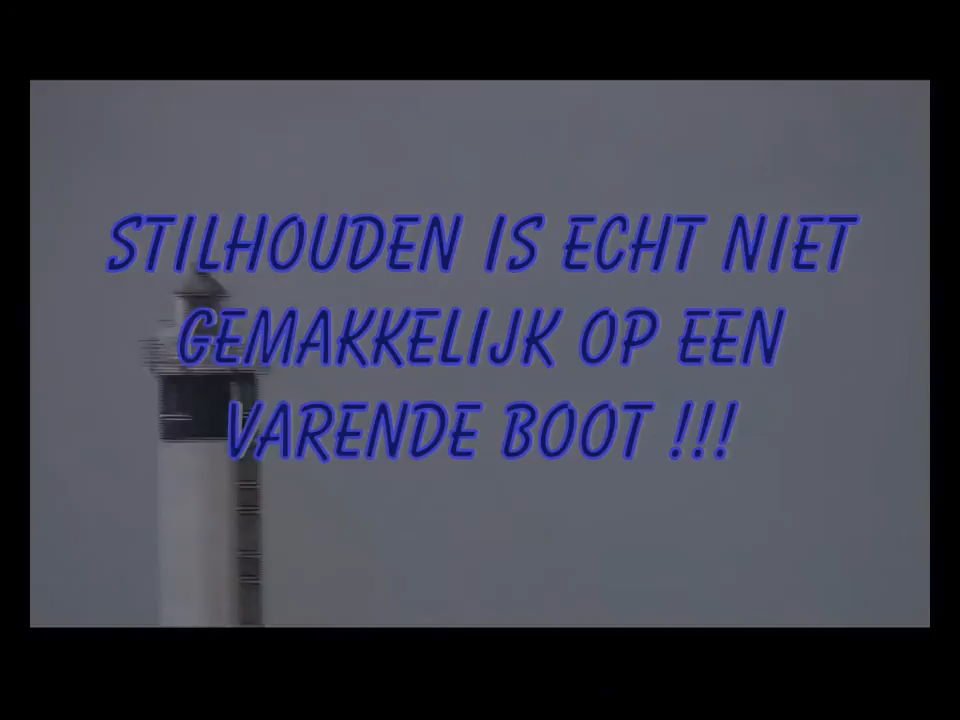 STILHOUDEN IS ECHT NIET
GEMAKKELIJK OP EEN
VARENDE BOOT !!!